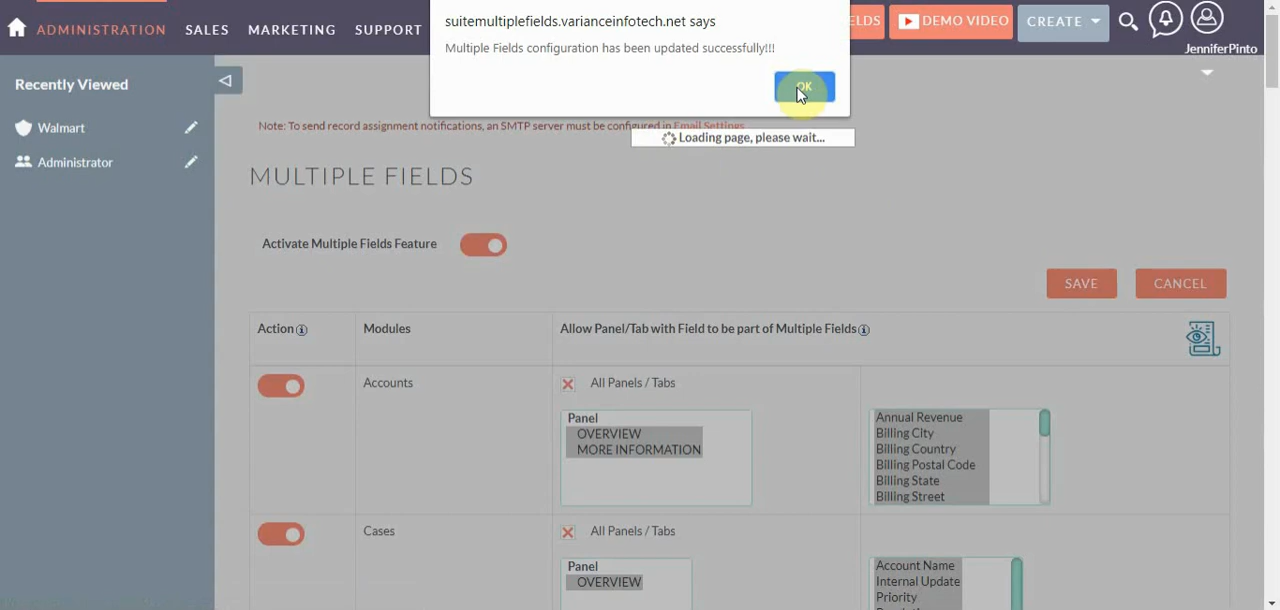 suitemultiplefields.varianceinfotech.net says
Multiple Fields configuration has been updated successfully!!!
OK
ADMINISTRATION SALES MARKETING SUPPORT ELDS DEMO VIDEO CREATE
JenniferPinto
Recently Viewed
Walmart
Administrator
Note: To send record assignment notifications, an SMTP server must be configured in Email Settings.
Loading page, please wait...
MULTIPLE FIELDS
Activate Multiple Fields Feature
SAVE CANCEL
Action Modules Allow Panel/Tab with Field to be part of Multiple Fields
Accounts All Panels / Tabs
Panel
OVERVIEW
MORE INFORMATION
Annual Revenue
Billing City
Billing Country
Billing Postal Code
Billing State
Billing Street
Cases All Panels / Tabs
Panel
OVERVIEW
Account Name
Internal Update
Priority